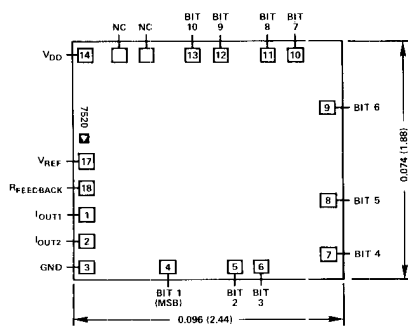 NC NC BIT 10 BIT 9 BIT 8 BIT 7
VDD 14 13 12 11 10
7520
9 BIT 6
0.074 (1.88)
VREF 17
RFEEDBACK 18
IOUT1 1
8 BIT 5
IOUT2 2
7 BIT 4
GND 3 4 5 6
BIT 1 (MSB) BIT 2 BIT 3
0.096 (2.44)